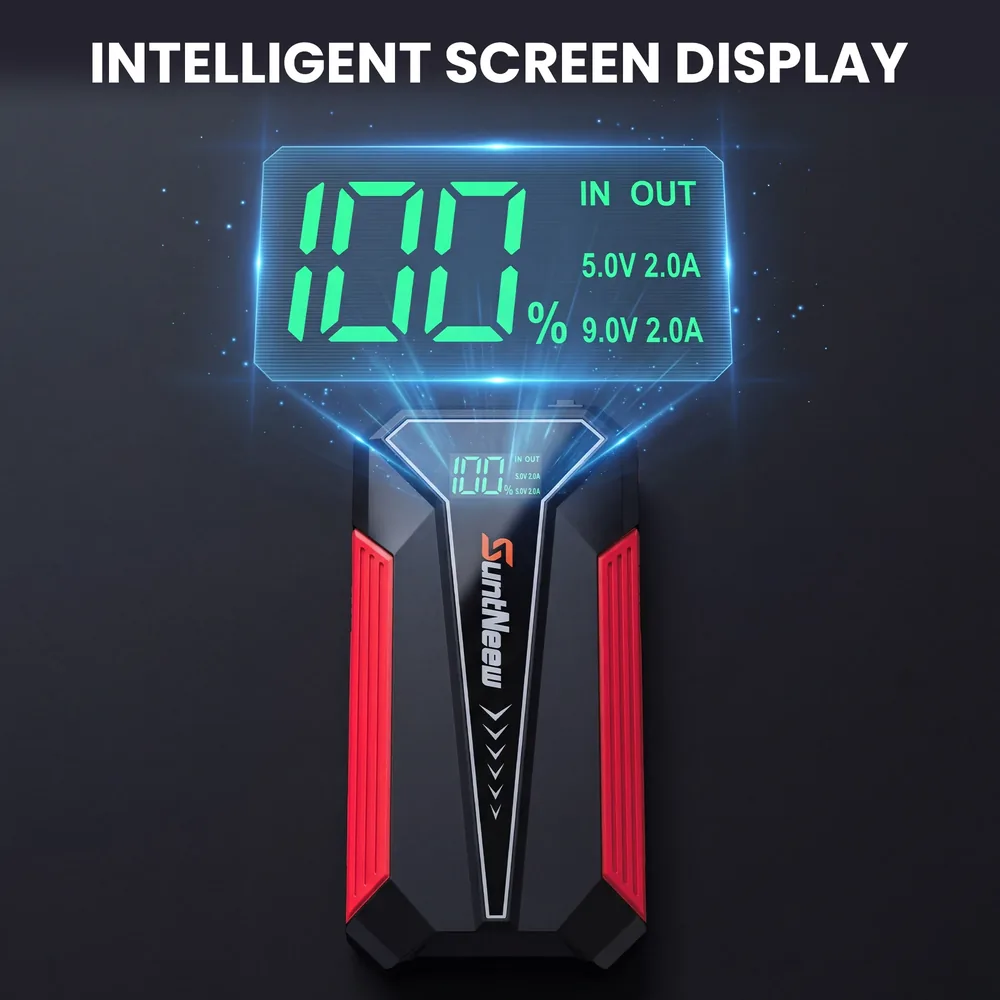 INTELLIGENT SCREEN DISPLAY
100% IN OUT
5.0V 2.0A
9.0V 2.0A
100% IN OUT
5.0V 2.0A
5.0V 2.0A
SuntNeew